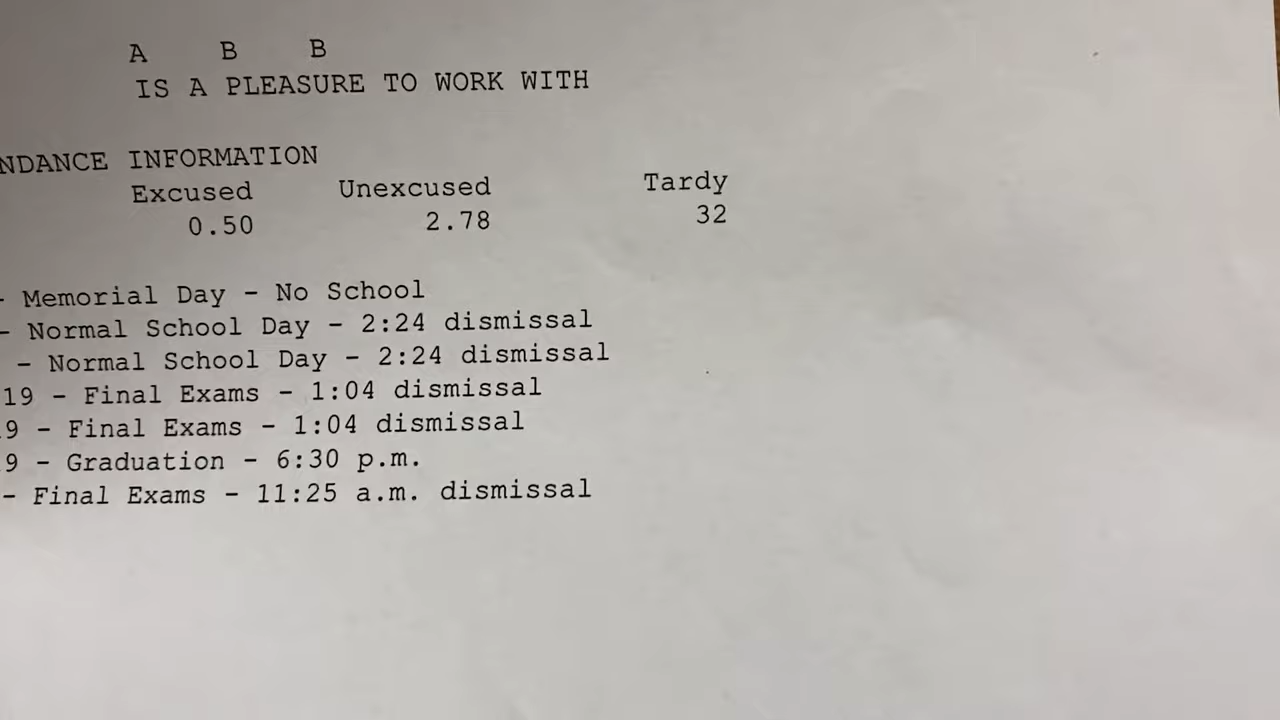 A B B
IS A PLEASURE TO WORK WITH
NDANCE INFORMATION
Excused Unexcused Tardy
0.50 2.78 32
- Memorial Day - No School
- Normal School Day - 2:24 dismissal
- Normal School Day - 2:24 dismissal
19 - Final Exams - 1:04 dismissal
9 - Final Exams - 1:04 dismissal
9 - Graduation - 6:30 p.m.
- Final Exams - 11:25 a.m. dismissal